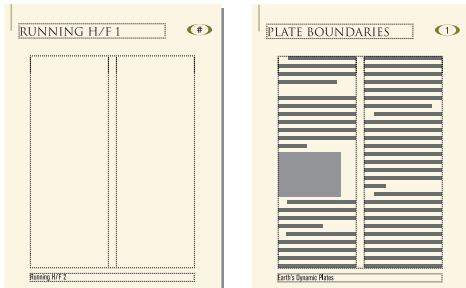 RUNNING H/F 1
#
Running H/F 2
PLATE BOUNDARIES
1
Earth's Dynamic Plates